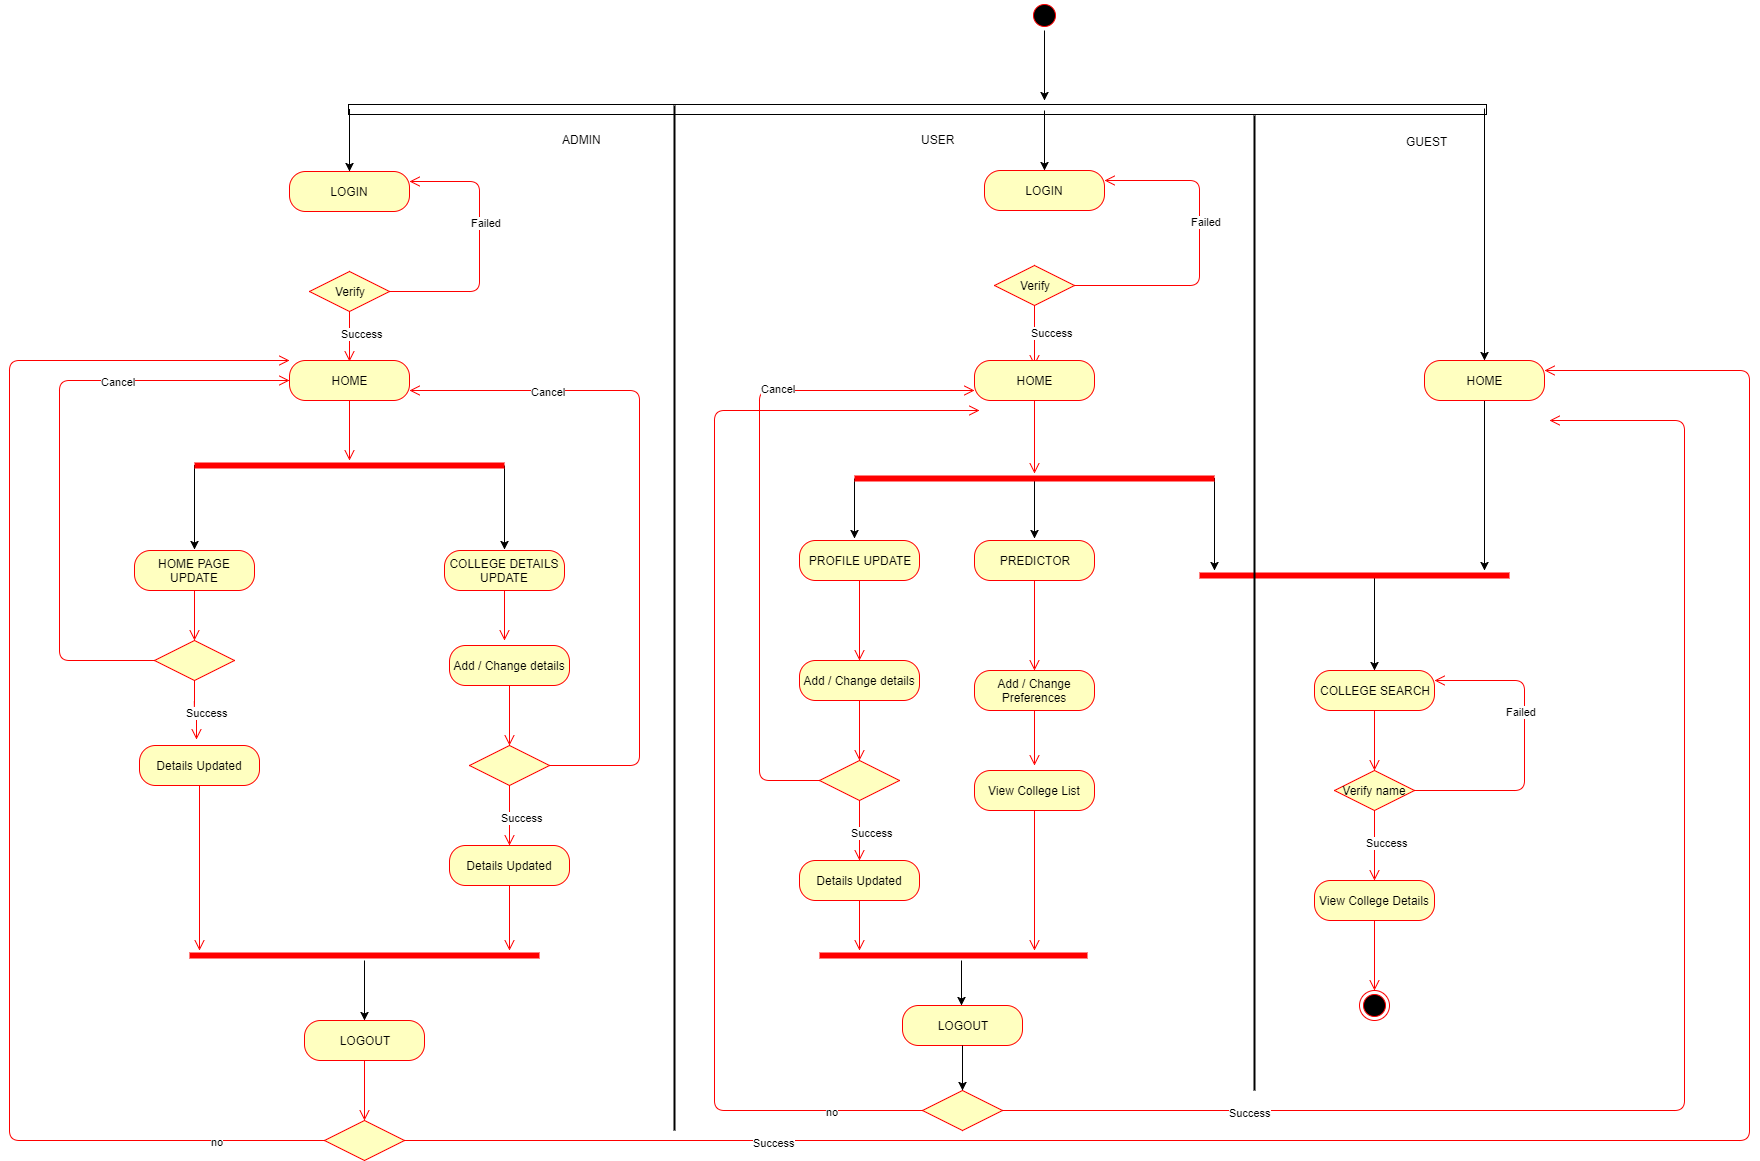 ADMIN
USER
GUEST
LOGIN
LOGIN
Failed
Failed
Verify
Verify
Success
Success
HOME
HOME
HOME
Cancel
Cancel
Cancel
HOME PAGE
UPDATE
COLLEGE DETAILS
UPDATE
PROFILE UPDATE
PREDICTOR
Add / Change details
Add / Change details
Add / Change
Preferences
COLLEGE SEARCH
Success
Failed
Details Updated
View College List
Verify name
Success
Success
Success
Details Updated
Details Updated
View College Details
LOGOUT
LOGOUT
no
Success
no
Success